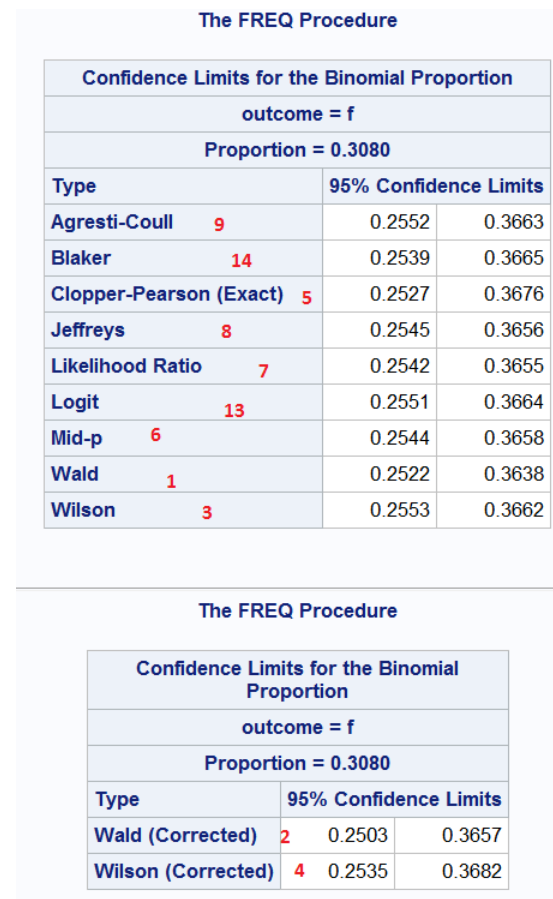 The FREQ Procedure
Confidence Limits for the Binomial Proportion
outcome = f
Proportion = 0.3080
Type 95% Confidence Limits
Agresti-Coull 9 0.2552 0.3663
Blaker 14 0.2539 0.3665
Clopper-Pearson (Exact) 5 0.2527 0.3676
Jeffreys 8 0.2545 0.3656
Likelihood Ratio 7 0.2542 0.3655
Logit 13 0.2551 0.3664
Mid-p 6 0.2544 0.3658
Wald 1 0.2522 0.3638
Wilson 3 0.2553 0.3662
The FREQ Procedure
Confidence Limits for the Binomial
Proportion
outcome = f
Proportion = 0.3080
Type 95% Confidence Limits
Wald (Corrected) 2 0.2503 0.3657
Wilson (Corrected) 4 0.2535 0.3682